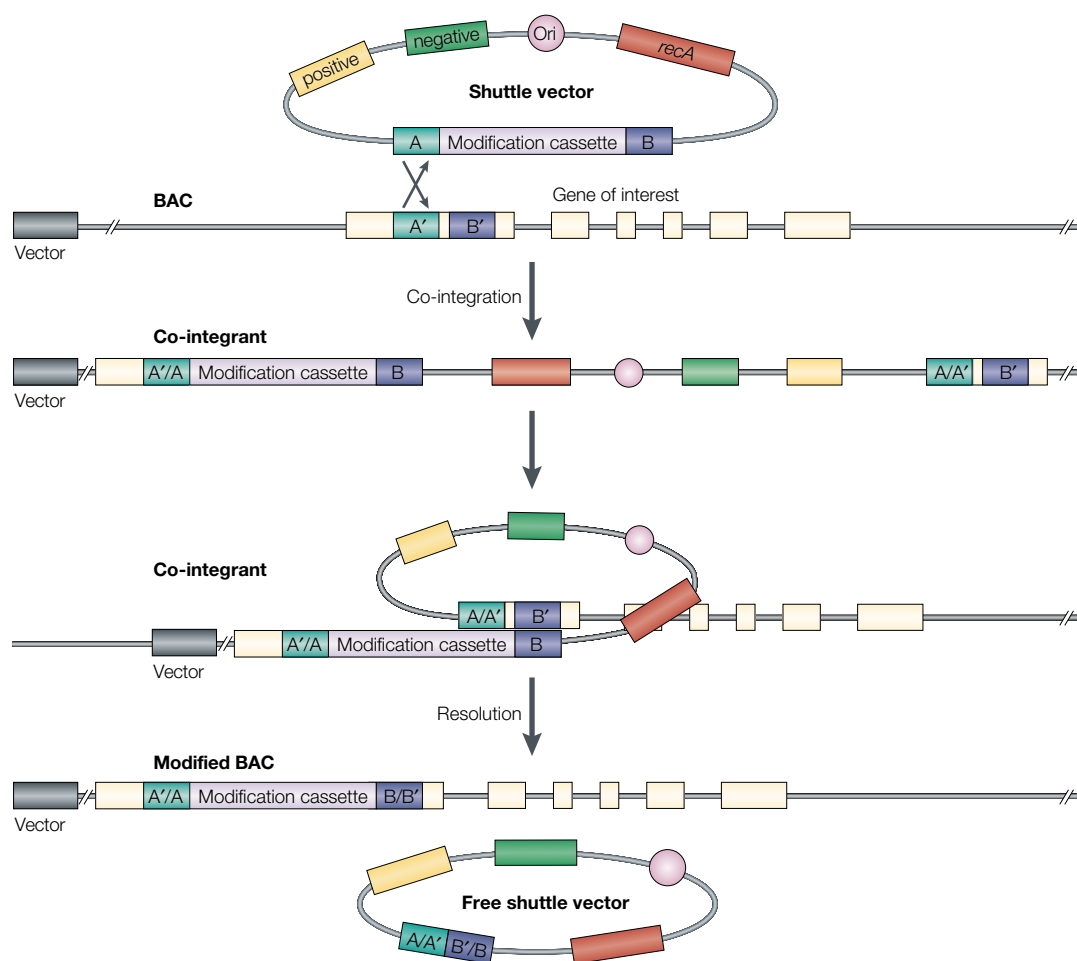 positive
negative
Ori
recA
Shuttle vector
A Modification cassette B
BAC
Gene of interest
A′ B′
Vector
Co-integration
Co-integrant
A′/A Modification cassette B A/A′ B′
Vector
Co-integrant
A/A′ B′
A′/A Modification cassette B
Vector
Resolution
Modified BAC
A′/A Modification cassette B/B′
Vector
Free shuttle vector
A/A′ B′/B